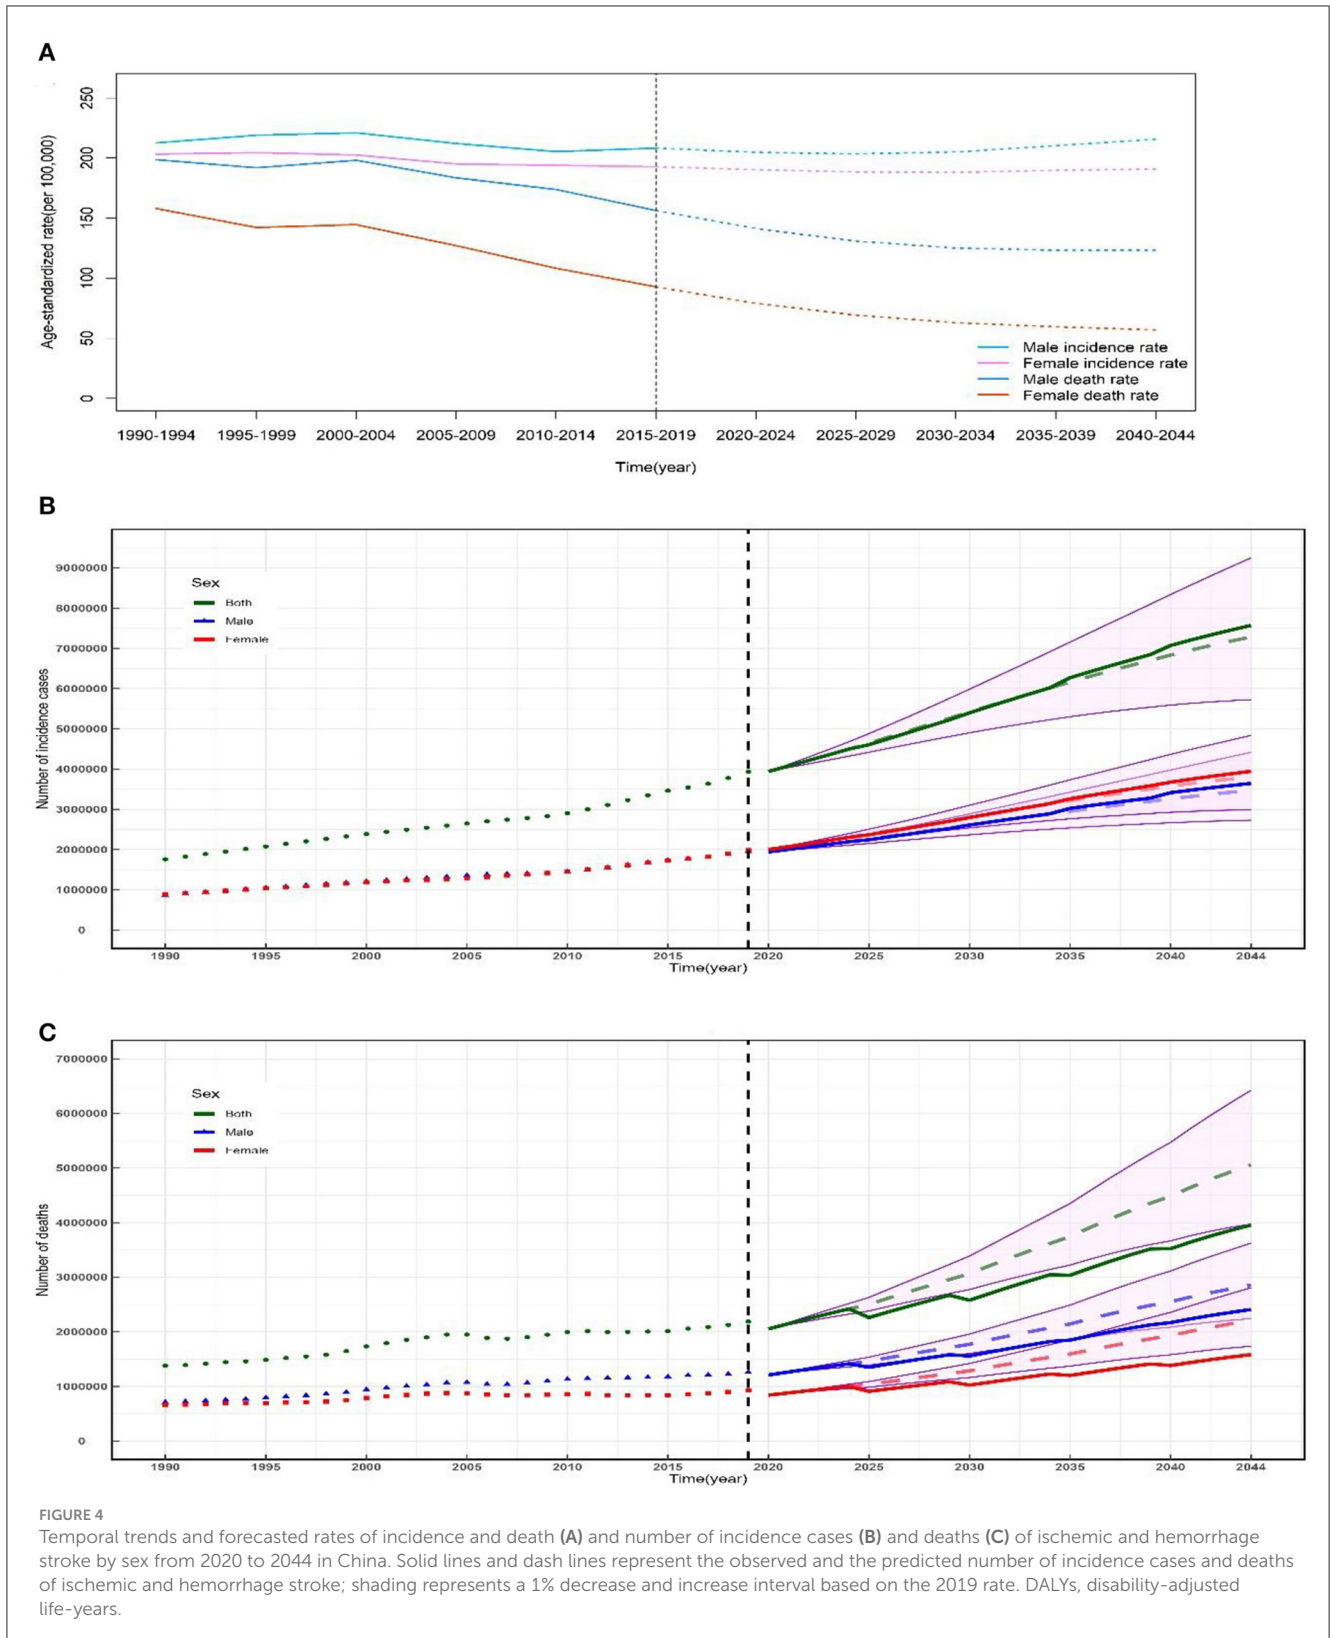 A
Age-standardized rate(per 100,000)
250
200
150
100
50
0
Male incidence rate
Female incidence rate
Male death rate
Female death rate
1990-1994 1995-1999 2000-2004 2005-2009 2010-2014 2015-2019 2020-2024 2025-2029 2030-2034 2035-2039 2040-2044
Time(year)
B
Number of incidence cases
9000000
8000000
7000000
6000000
5000000
4000000
3000000
2000000
1000000
0
Sex
Both
Male
Female
1990 1995 2000 2005 2010 2015 2020 2025 2030 2035 2040 2044
Time(year)
C
Number of deaths
7000000
6000000
5000000
4000000
3000000
2000000
1000000
0
Sex
Both
Male
Female
1990 1995 2000 2005 2010 2015 2020 2025 2030 2035 2040 2044
Time(year)
FIGURE 4
Temporal trends and forecasted rates of incidence and death (A) and number of incidence cases (B) and deaths (C) of ischemic and hemorrhage
stroke by sex from 2020 to 2044 in China. Solid lines and dash lines represent the observed and the predicted number of incidence cases and deaths
of ischemic and hemorrhage stroke; shading represents a 1% decrease and increase interval based on the 2019 rate. DALYs, disability-adjusted
life-years.